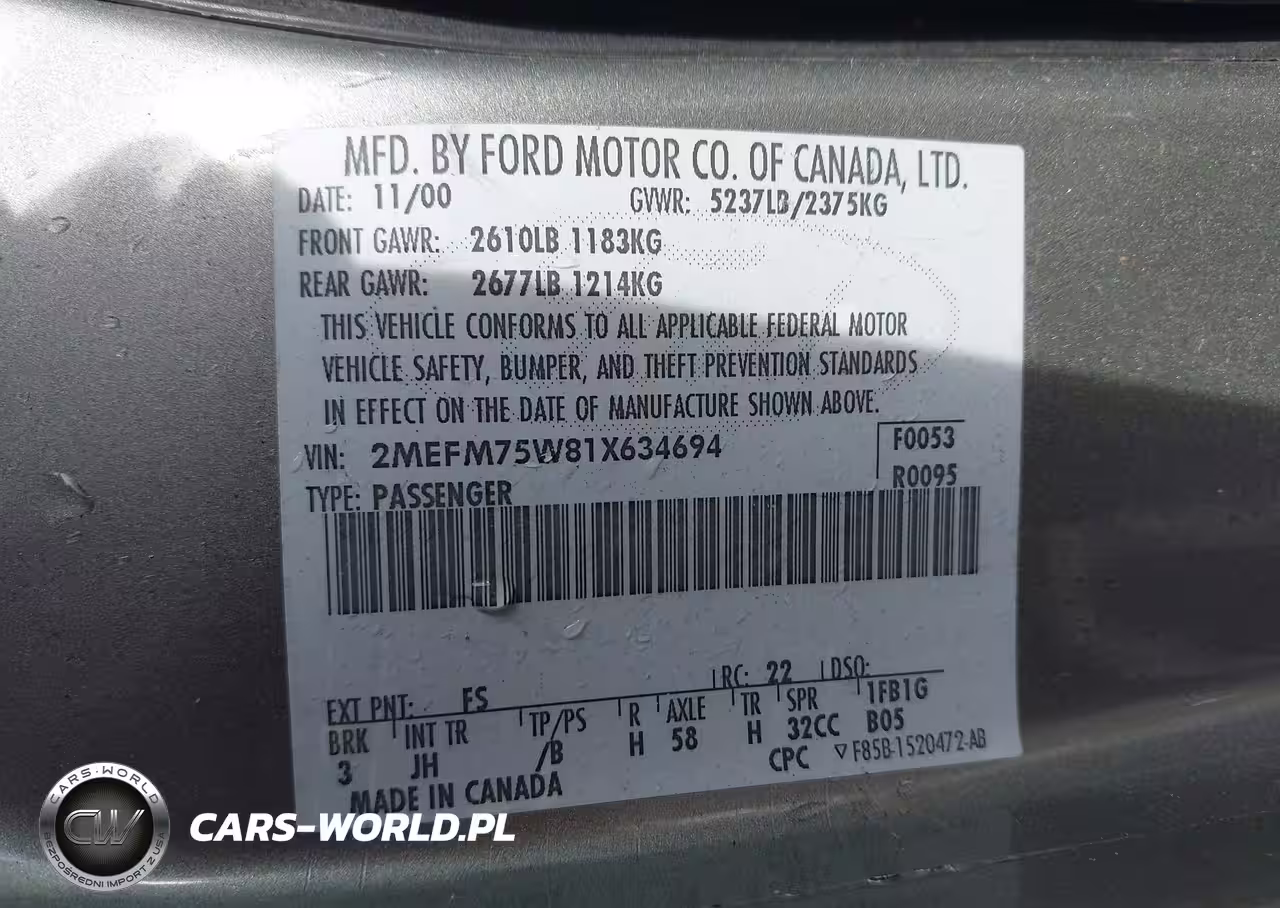 MFD. BY FORD MOTOR CO. OF CANADA, LTD.
DATE: 11/00 GVWR: 5237LB/2375KG
FRONT GAWR: 2610LB 1183KG
REAR GAWR: 2677LB 1214KG
THIS VEHICLE CONFORMS TO ALL APPLICABLE FEDERAL MOTOR
VEHICLE SAFETY, BUMPER, AND THEFT PREVENTION STANDARDS
IN EFFECT ON THE DATE OF MANUFACTURE SHOWN ABOVE.
VIN: 2MEFM75W81X634694 F0053
TYPE: PASSENGER R0095
EXT PNT: FS RC: 22 DSO:
BRK INT TR TP/PS R AXLE TR SPR 1FB1G
3 JH /B H 58 H 32CC B05
CPC ▽F85B-1520472-AB
MADE IN CANADA
CARS-WORLD
CW
BEZPOŚREDNI IMPORT Z USA
CARS-WORLD.PL